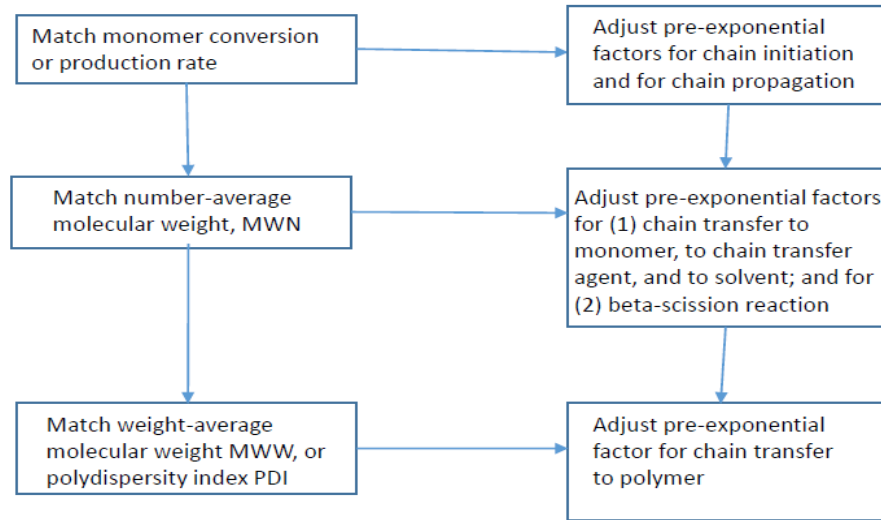 Match monomer conversion
or production rate
Adjust pre-exponential
factors for chain initiation
and for chain propagation
Match number-average
molecular weight, MWN
Adjust pre-exponential factors
for (1) chain transfer to
monomer, to chain transfer
agent, and to solvent; and for
(2) beta-scission reaction
Match weight-average
molecular weight MWW, or
polydispersity index PDI
Adjust pre-exponential
factor for chain transfer
to polymer